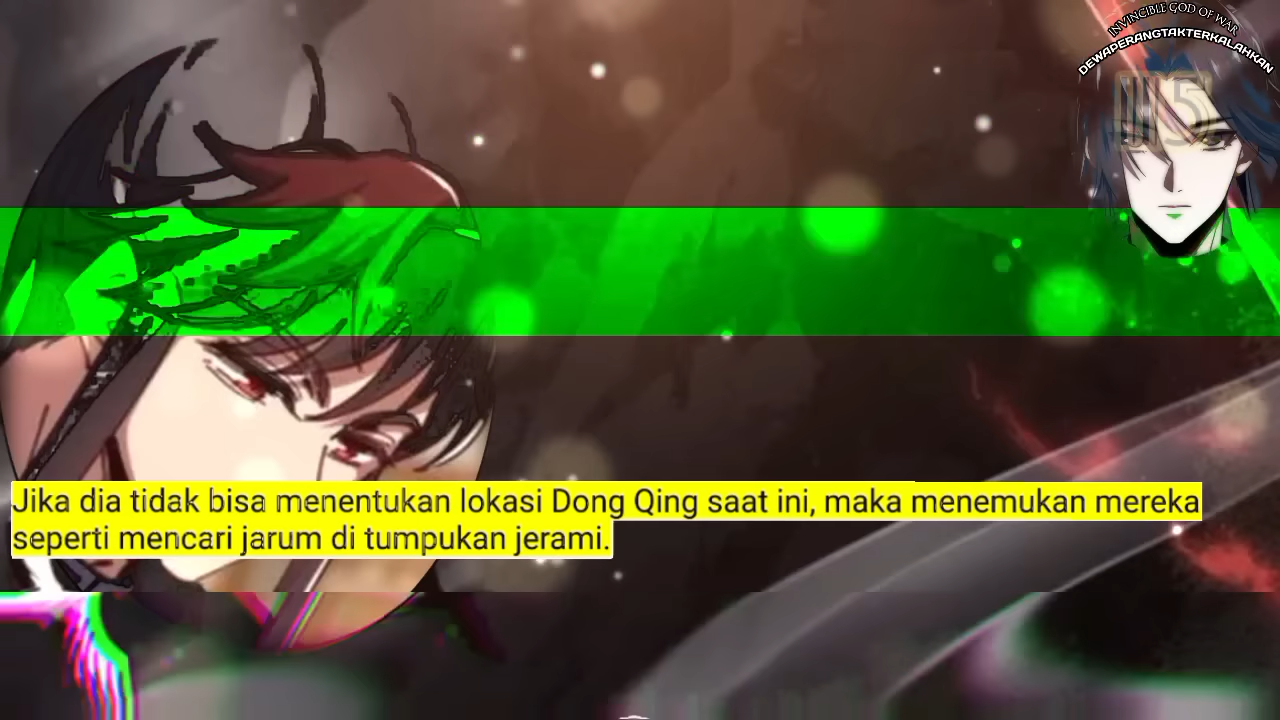 INVINCIBLE GOD OF WAR
DEWAPERANGTAKTERKALAHKAN
Jika dia tidak bisa menentukan lokasi Dong Qing saat ini, maka menemukan mereka
seperti mencari jarum di tumpukan jerami.